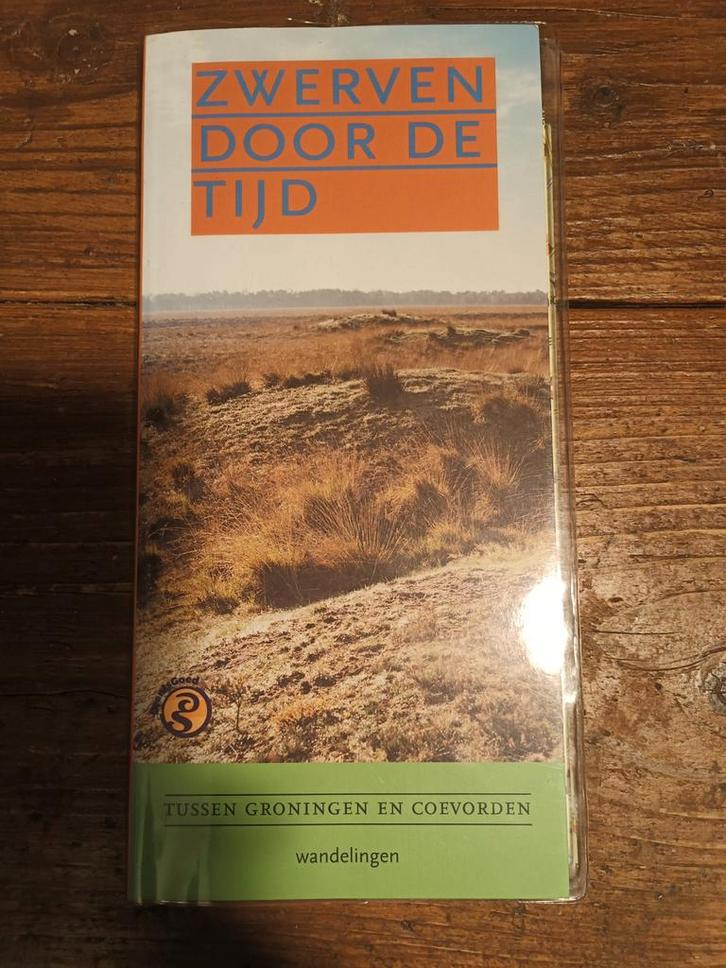 ZWERVEN
DOOR DE
TIJD
TUSSEN GRONINGEN EN COEVORDEN
wandelingen